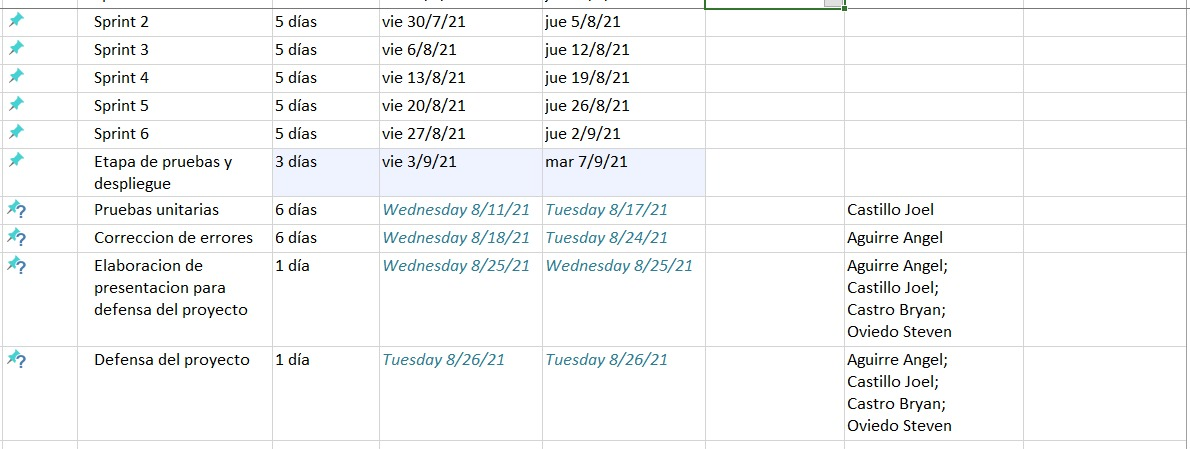 Sprint 2 5 días vie 30/7/21 jue 5/8/21
Sprint 3 5 días vie 6/8/21 jue 12/8/21
Sprint 4 5 días vie 13/8/21 jue 19/8/21
Sprint 5 5 días vie 20/8/21 jue 26/8/21
Sprint 6 5 días vie 27/8/21 jue 2/9/21
Etapa de pruebas y 3 días vie 3/9/21 mar 7/9/21
despliegue
Pruebas unitarias 6 días Wednesday 8/11/21 Tuesday 8/17/21 Castillo Joel
Correccion de errores 6 días Wednesday 8/18/21 Tuesday 8/24/21 Aguirre Angel
Elaboracion de 1 día Wednesday 8/25/21 Wednesday 8/25/21 Aguirre Angel;
presentacion para Castillo Joel;
defensa del proyecto Castro Bryan;
Oviedo Steven
Defensa del proyecto 1 día Tuesday 8/26/21 Tuesday 8/26/21 Aguirre Angel;
Castillo Joel;
Castro Bryan;
Oviedo Steven